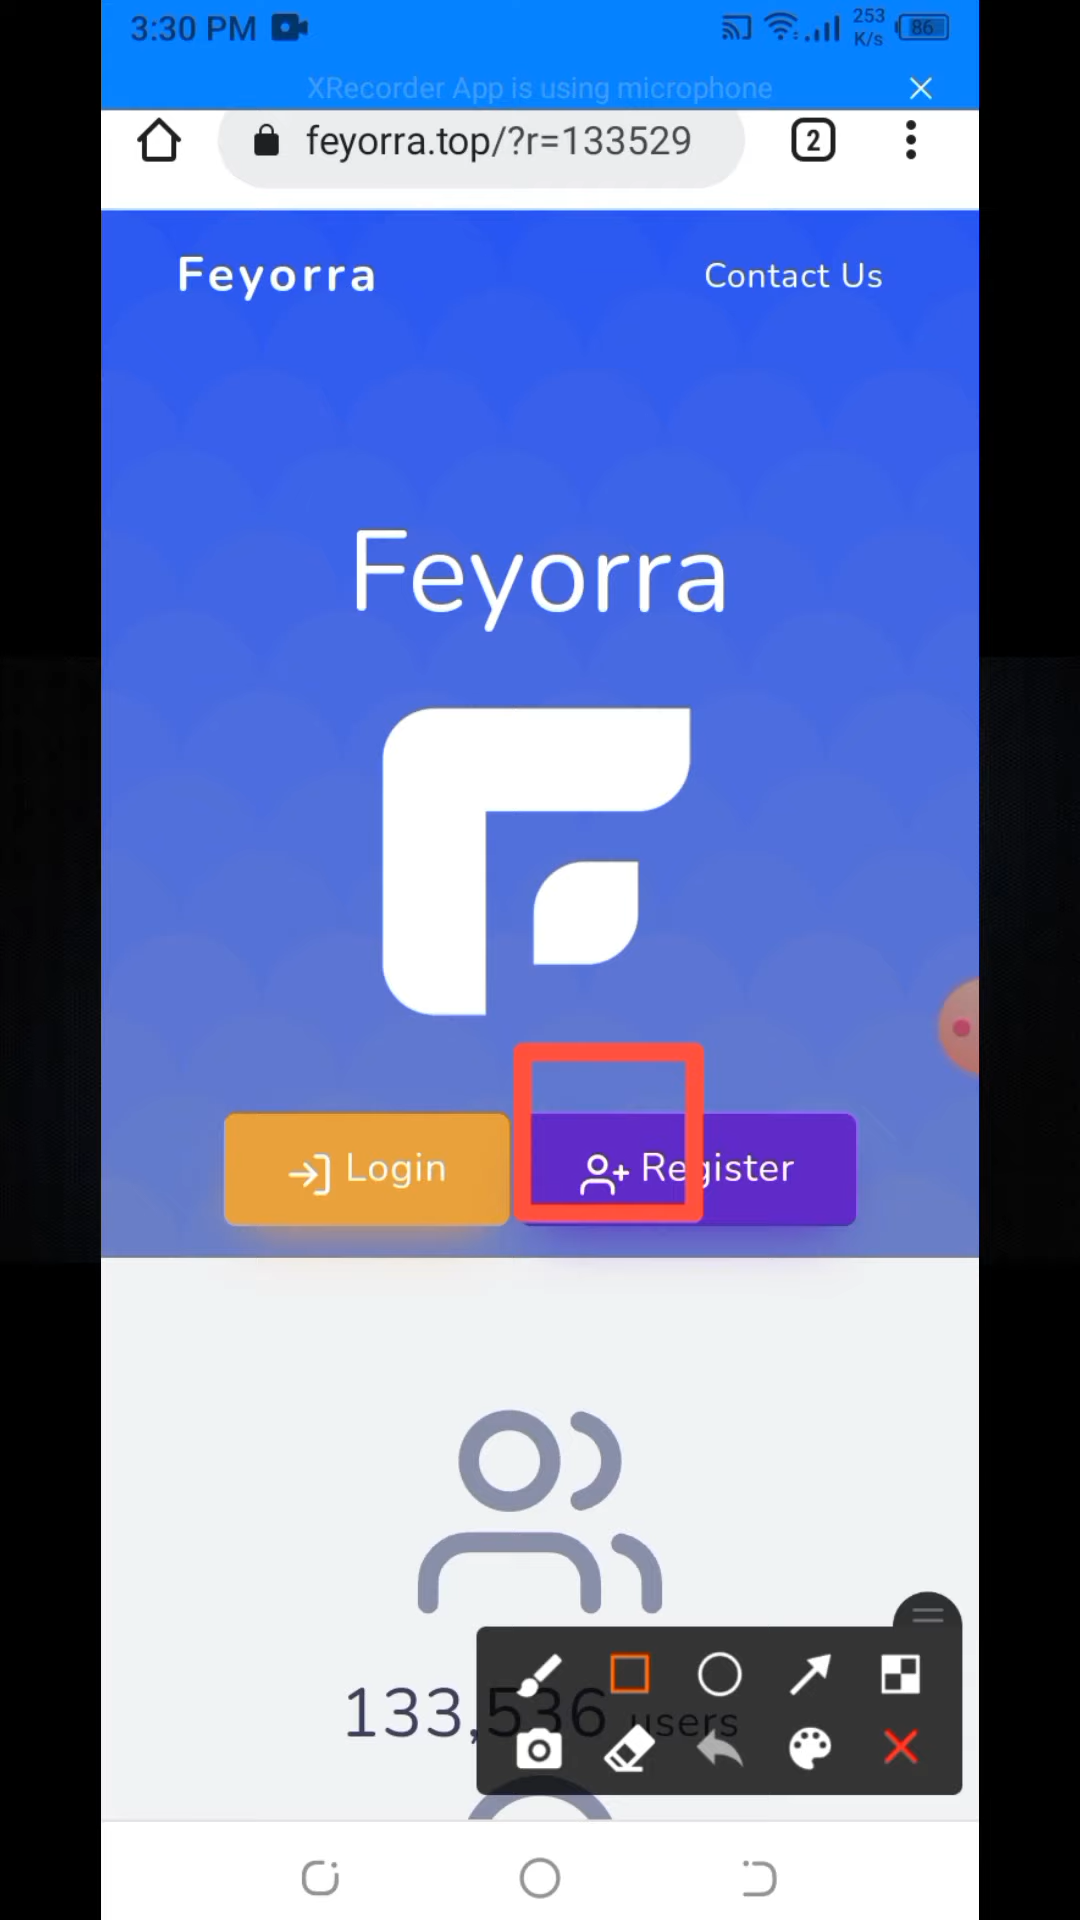 3:30 PM
253
K/s
86
XRecorder App is using microphone
feyorra.top/?r=133529
2
Feyorra
Contact Us
Feyorra
Login
Register
133,536 users